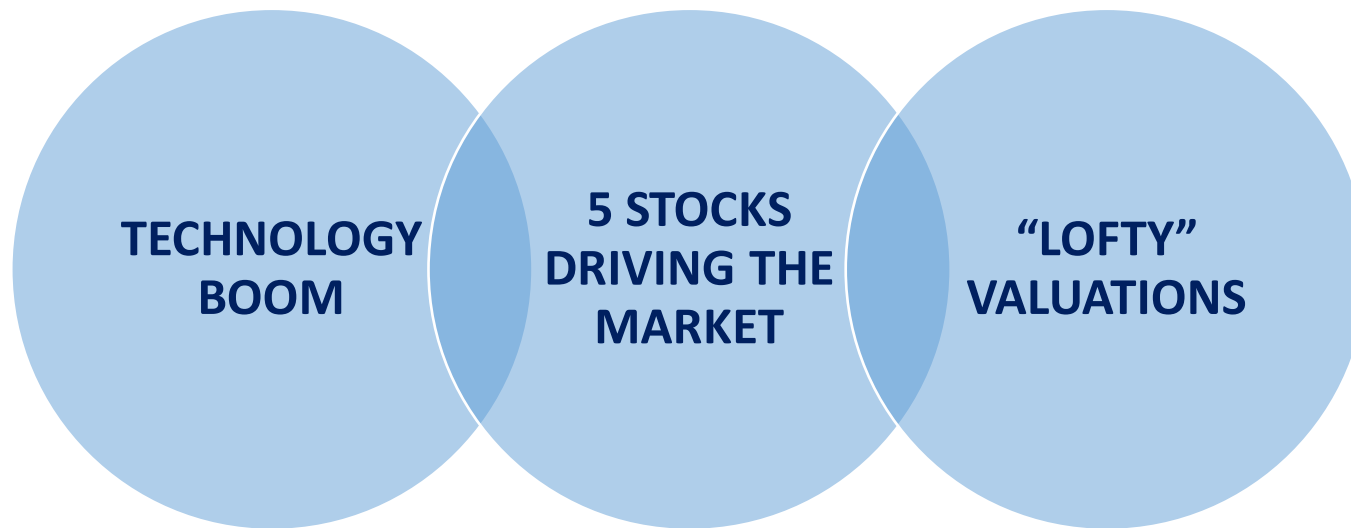 TECHNOLOGY
BOOM
5 STOCKS
DRIVING THE
MARKET
“LOFTY”
VALUATIONS